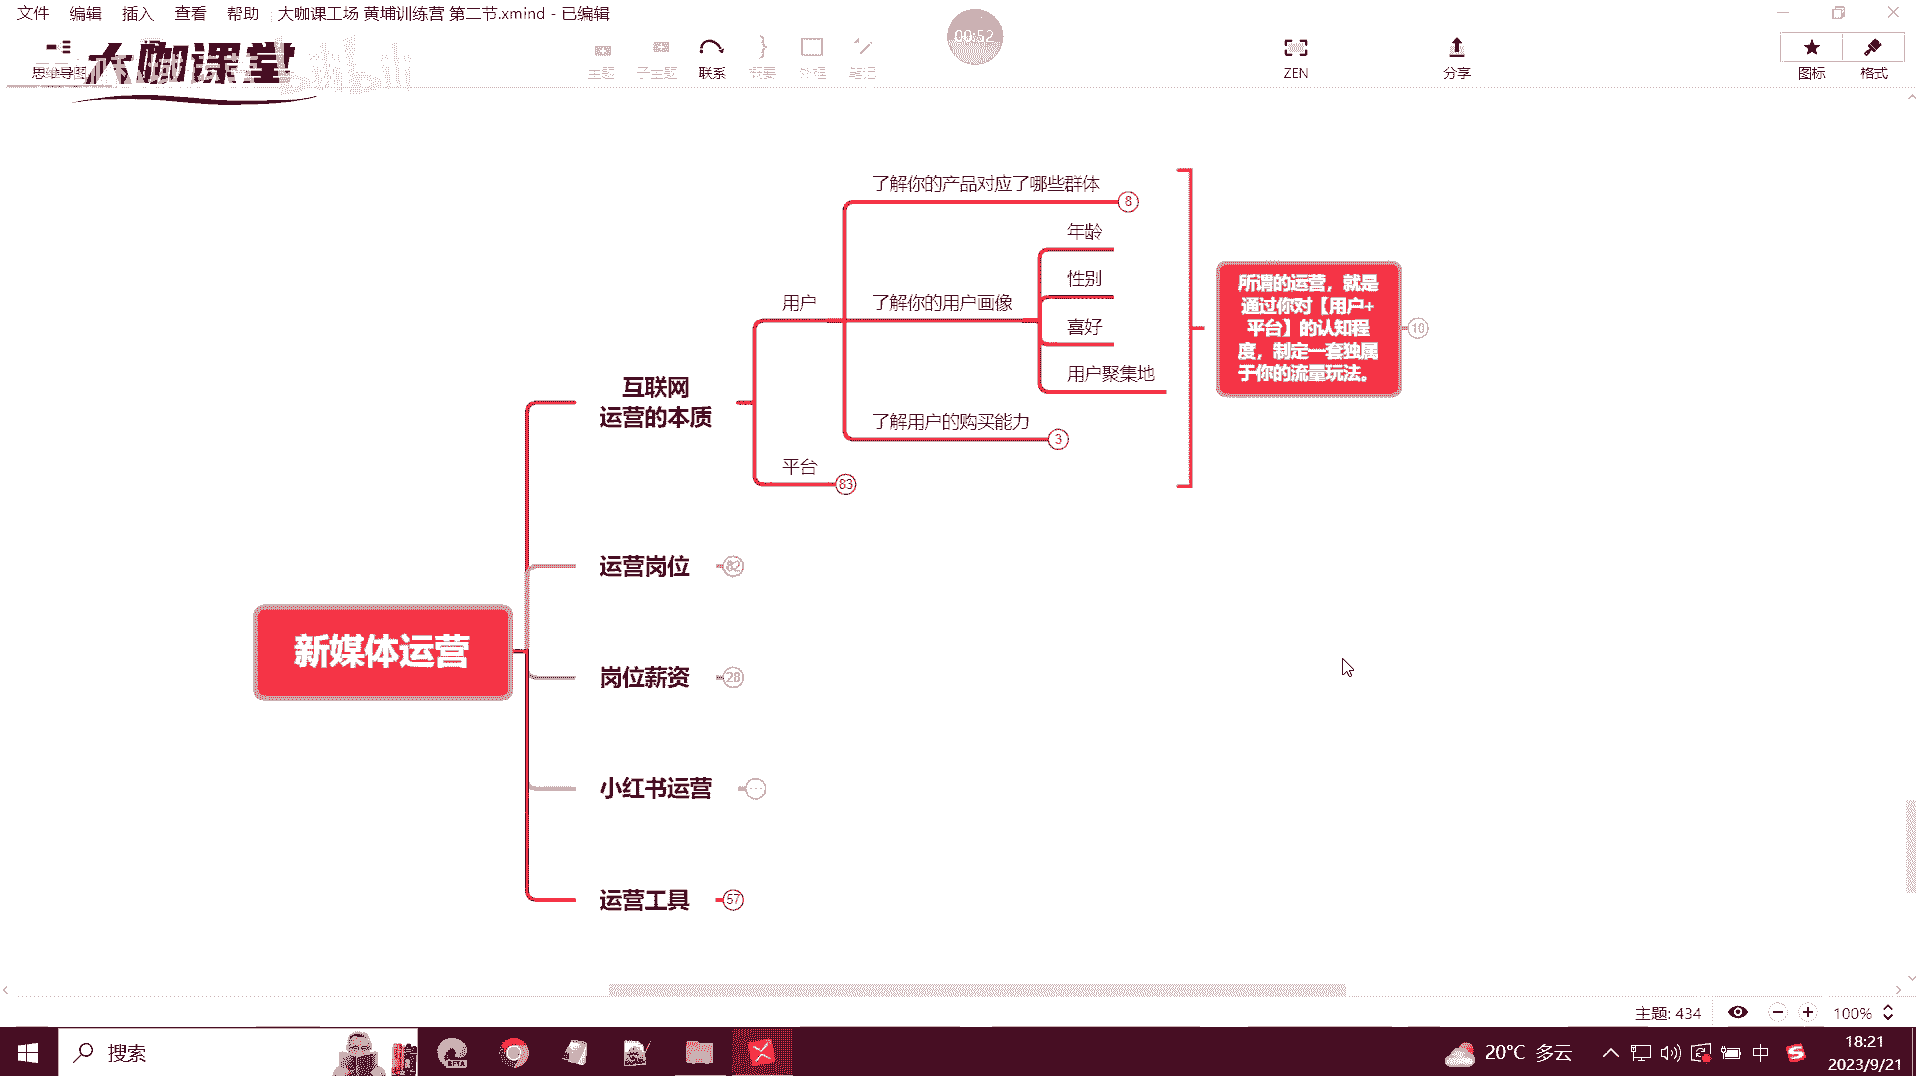 文件 编辑 插入 查看 帮助 大咖课工场 黄埔训练营 第二节.xmind - 已编辑
大咖课堂
00:52
思维导图
主题 子主题 联系 概要 外框 笔记
ZEN
分享
图标 格式
了解你的产品对应了哪些群体
8
年龄
性别
用户
了解你的用户画像
喜好
用户聚集地
了解用户的购买能力
3
所谓的运营，就是
通过你对【用户+
平台】的认知程
度，制定一套独属
于你的流量玩法。
10
互联网
运营的本质
平台
83
运营岗位
82
新媒体运营
岗位薪资
28
小红书运营
运营工具
57
主题: 434
100%
搜索
20°C 多云
中
18:21
2023/9/21